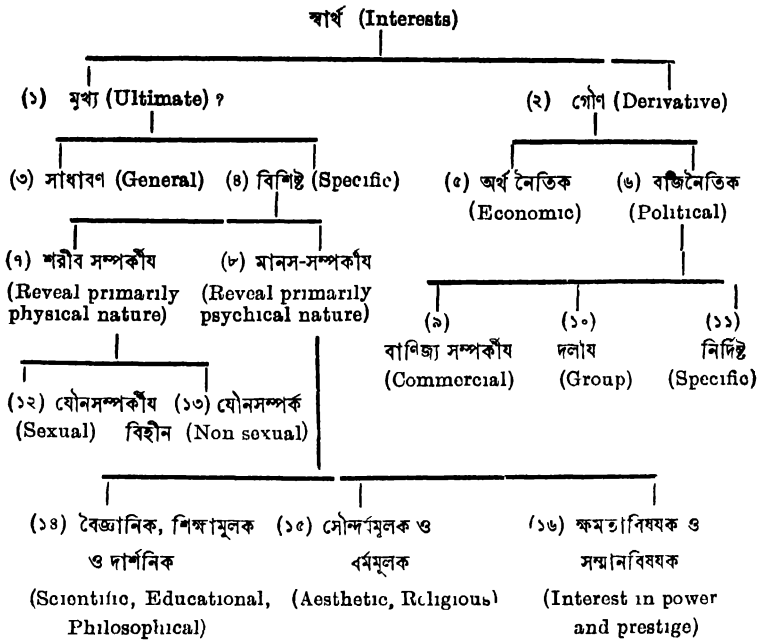 স্বার্থ (Interests)
(১) মুখ্য (Ultimate) ? (২) গৌণ (Derivative)
(৩) সাধাবণ (General) (৪) বিশিষ্ট (Specific) (৫) অর্থ নৈতিক (৬) বাজনৈতিক
(Economic) (Political)
(৭) শরীব সম্পর্কীয (৮) মানস-সম্পর্কায
(Reveal primarily (Reveal primarily
physical nature) psychical nature)
(৯) (১০) (১১)
বাণিজ্য সম্পর্কীয দলায নির্দিষ্ট
(Commercial) (Group) (Specific)
(১২) যৌনসম্পর্কীয (১৩) যৌনসম্পর্ক
(Sexual) বিহীন (Non sexual)
(১৪) বৈজ্ঞানিক, শিক্ষামূলক (১৫) সৌন্দর্যমূলক ও (১৬) ক্ষমতাবিষযক ও
ও দার্শনিক ধর্মমূলক সম্মানবিষযক
(Scientific, Educational, (Aesthetic, Religious) (Interest in power
Philosophical) and prestige)